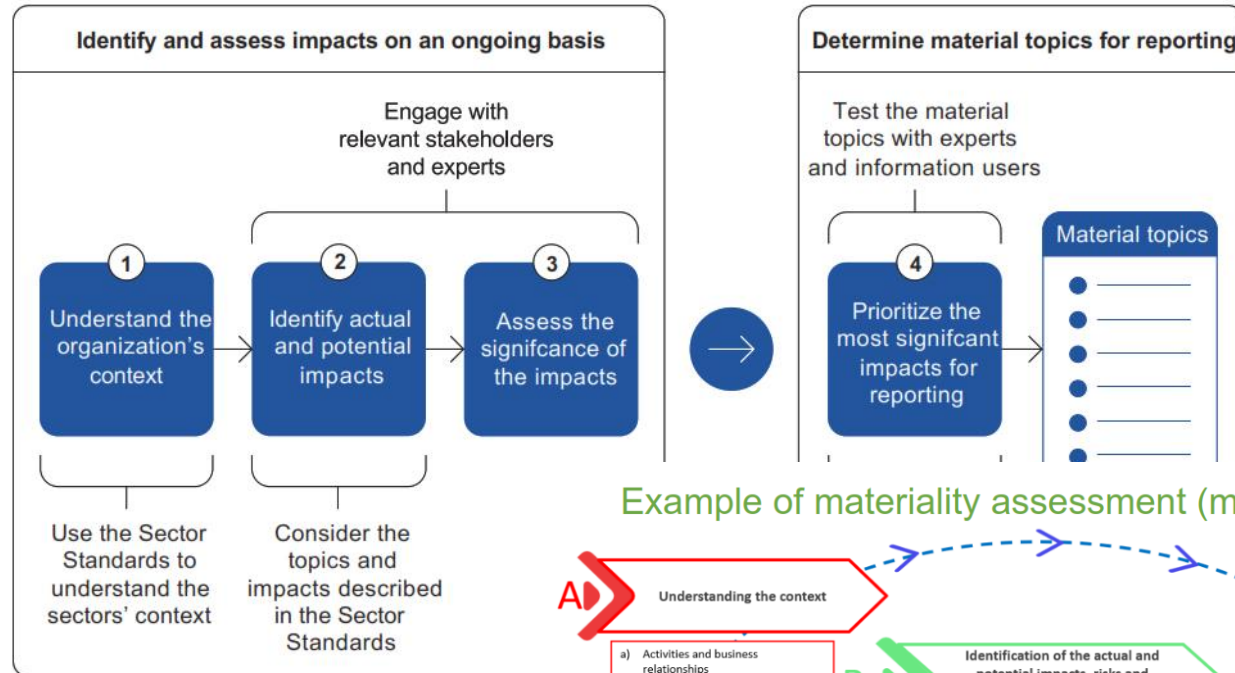 Identify and assess impacts on an ongoing basis
Engage with
relevant stakeholders
and experts
1
Understand the
organization's
context
2
Identify actual
and potential
impacts
3
Assess the
signifcance of
the impacts
Use the Sector
Standards to
understand the
sectors' context
Consider the
topics and
impacts described
in the Sector
Standards
Determine material topics for reporting
Test the material
topics with experts
and information users
4
Prioritize the
most signifcant
impacts for
reporting
Material topics
Example of materiality assessment (m
A
Understanding the context
a) Activities and business
relationships
Identification of the actual and
potential impacts, risks and